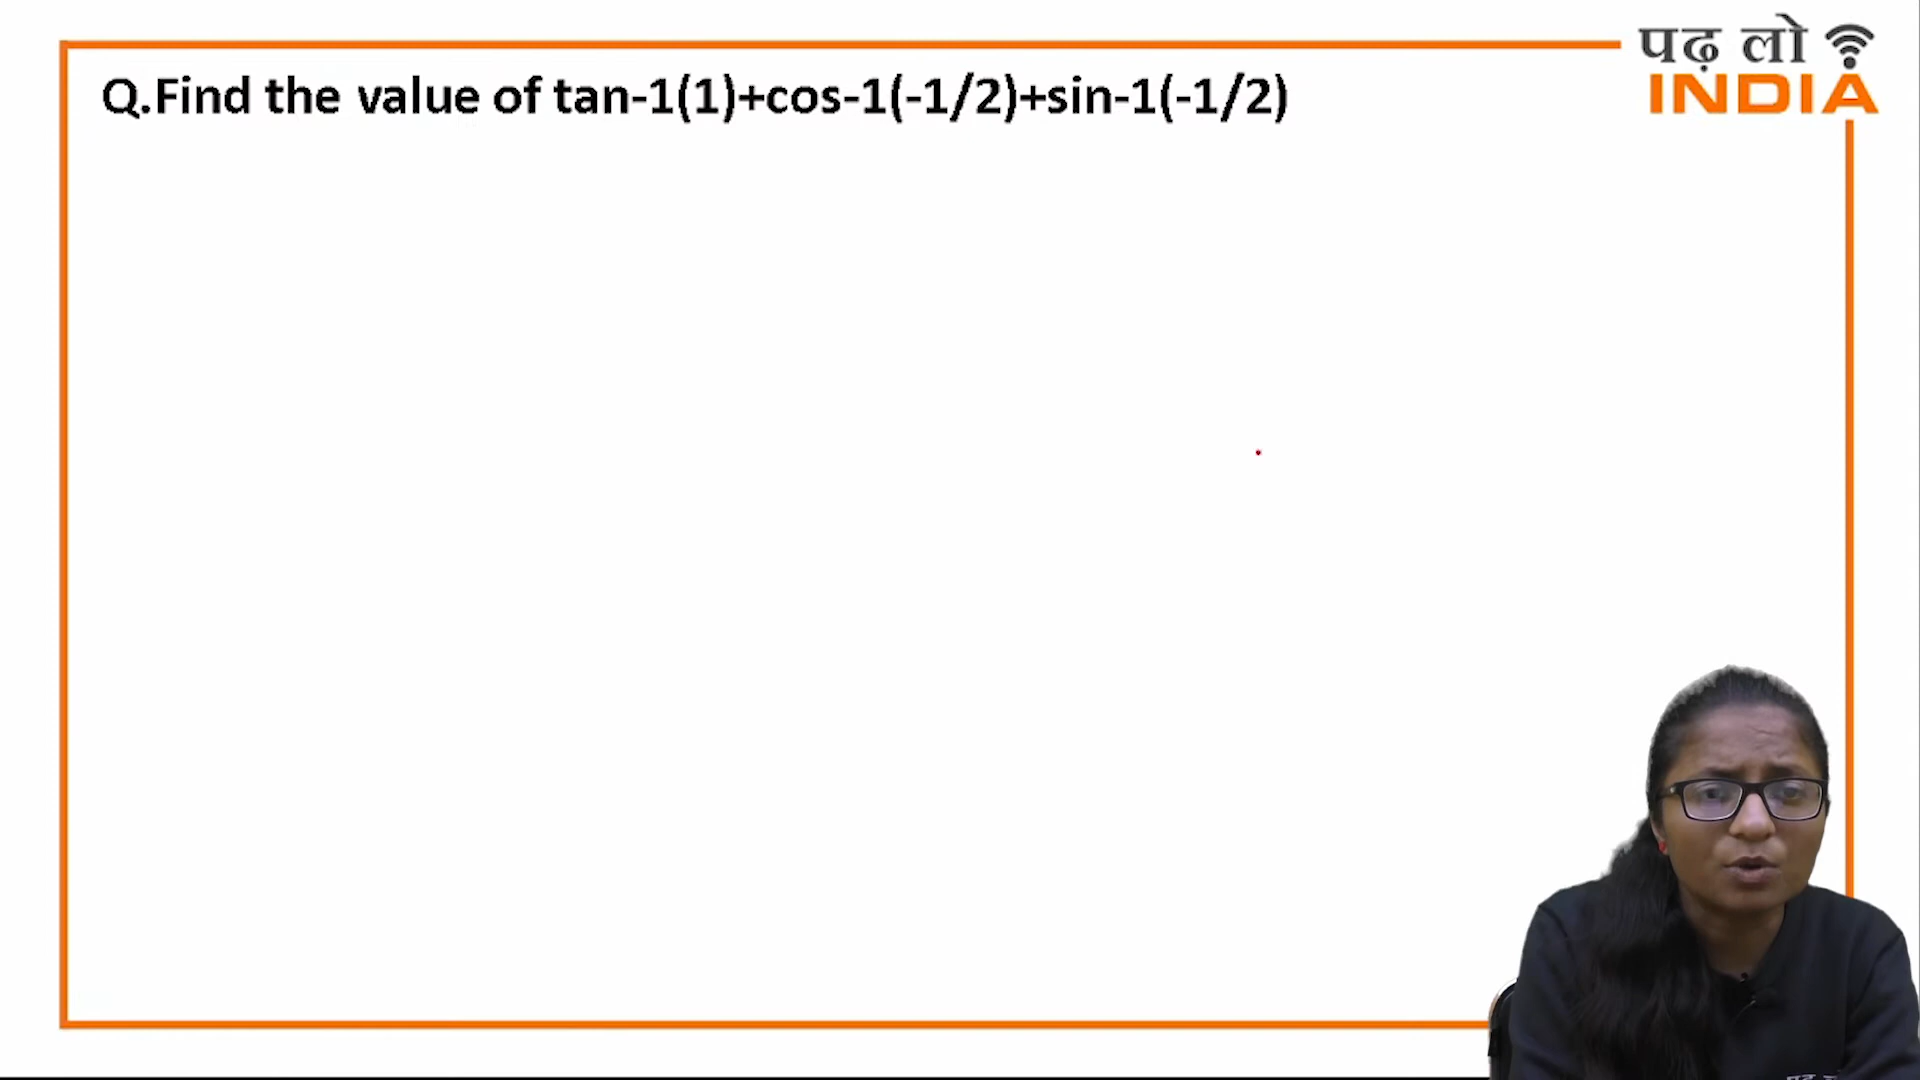 पढ़ लो
INDIA
Q.Find the value of tan-1(1)+cos-1(-1/2)+sin-1(-1/2)